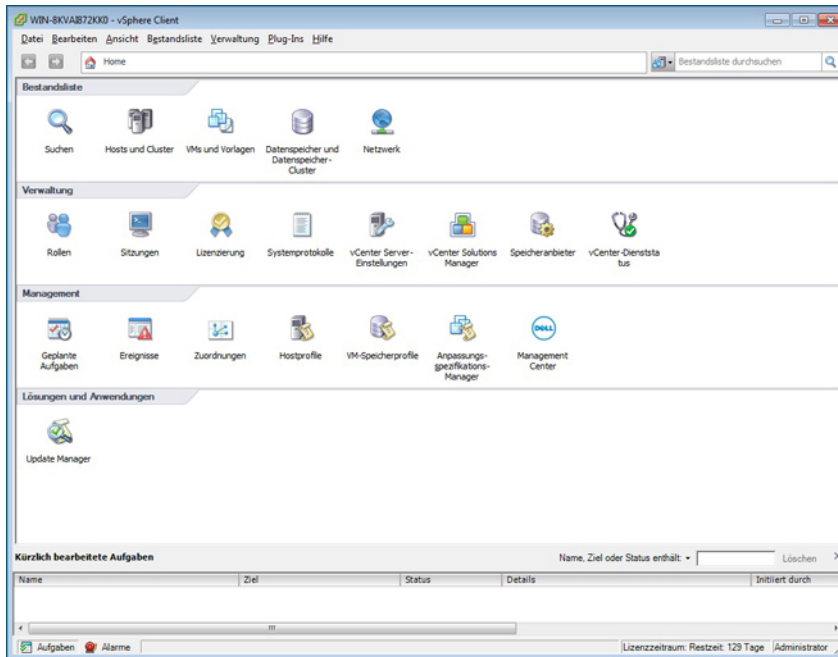 WIN-8KVAIB72KK0 - vSphere Client
Datei Bearbeiten Ansicht Bestandsliste Verwaltung Plug-Ins Hilfe
Home
Bestandsliste durchsuchen
Bestandsliste
Suchen
Hosts und Cluster
VMs und Vorlagen
Datenspeicher und
Datenspeicher-
Cluster
Netzwerk
Verwaltung
Rollen
Sitzungen
Lizenzierung
Systemprotokolle
vCenter Server-
Einstellungen
vCenter Solutions
Manager
Speicheranbieter
vCenter-Dienststa
tus
Management
Geplante
Aufgaben
Ereignisse
Zuordnungen
Hostprofile
VM-Speicherprofile
Anpassungs-
spezifikations-
Manager
DELL
Management
Center
Lösungen und Anwendungen
Update Manager
Kürzlich bearbeitete Aufgaben
Name, Ziel oder Status enthält:
Löschen
Name Ziel Status Details Initiiert durch
Aufgaben Alarme
Lizenzzeitraum: Restzeit: 129 Tage Administrator